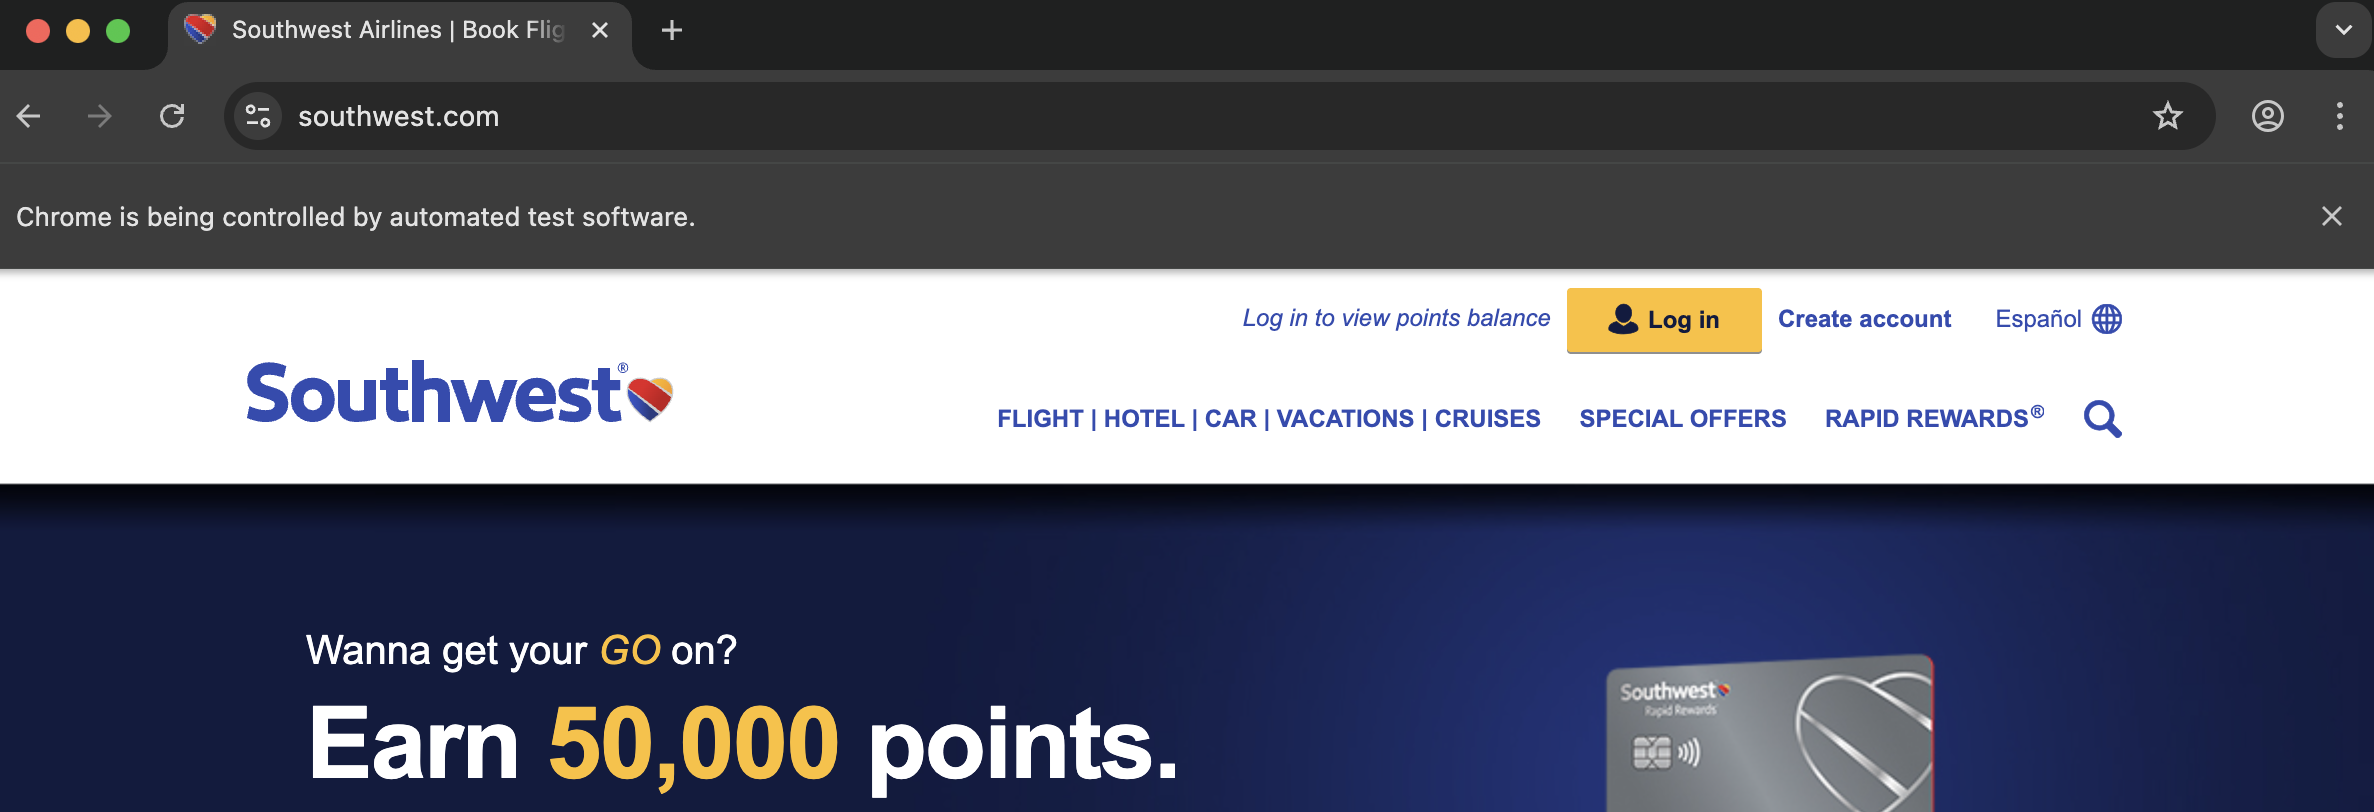 Southwest Airlines | Book Flig
southwest.com
Chrome is being controlled by automated test software.
Log in to view points balance Log in Create account Español
Southwest®
FLIGHT | HOTEL | CAR | VACATIONS | CRUISES SPECIAL OFFERS RAPID REWARDS®
Wanna get your GO on?
Earn 50,000 points.
Southwest
Rapid Rewards